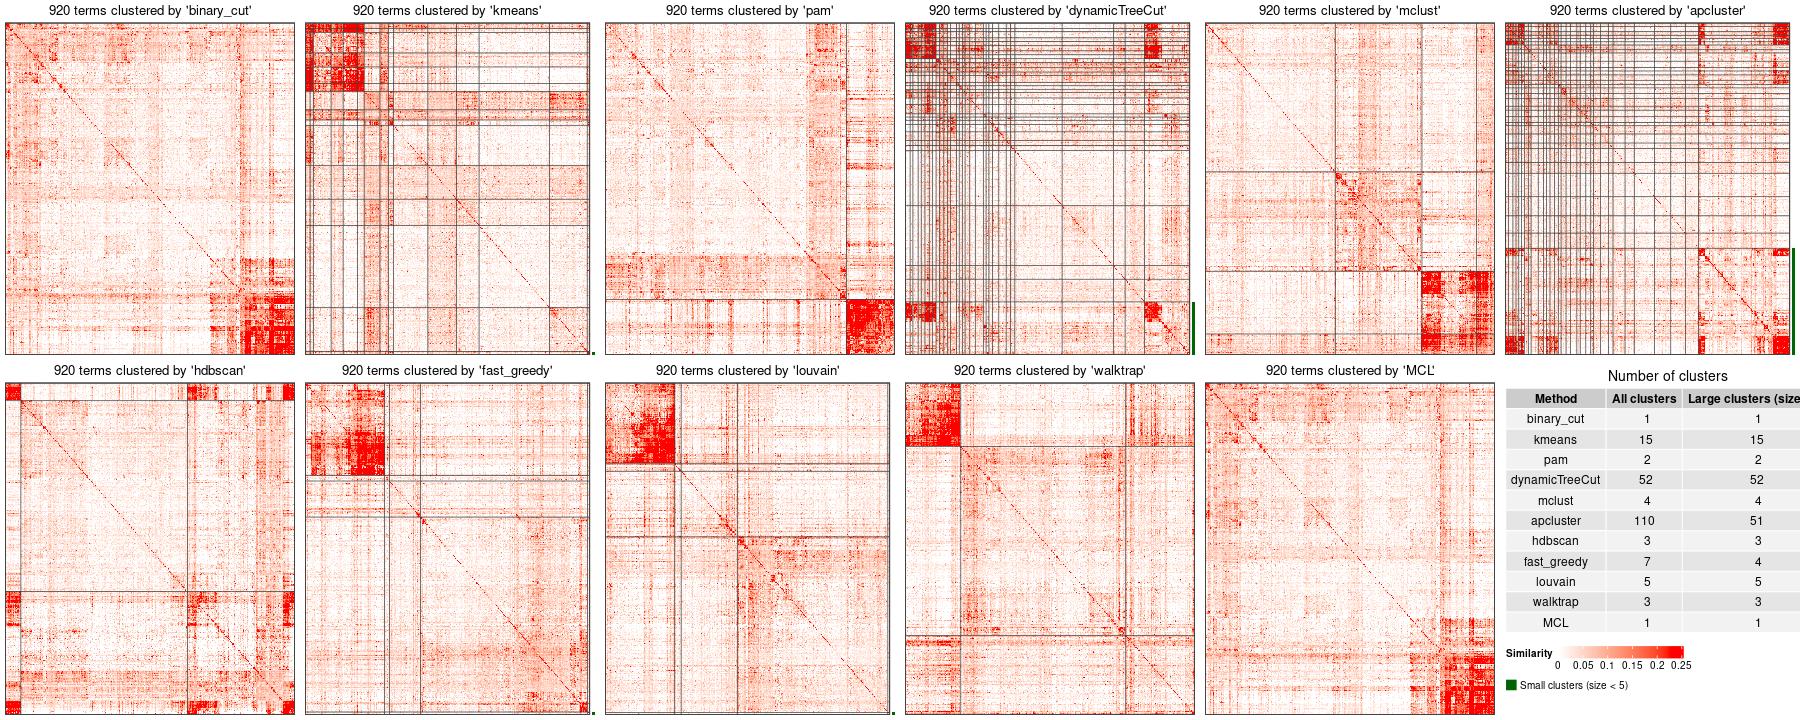 920 terms clustered by 'binary_cut'
920 terms clustered by 'kmeans'
920 terms clustered by 'pam'
920 terms clustered by 'dynamicTreeCut'
920 terms clustered by 'mclust'
920 terms clustered by 'apcluster'
920 terms clustered by 'hdbscan'
920 terms clustered by 'fast_greedy'
920 terms clustered by 'louvain'
920 terms clustered by 'walktrap'
920 terms clustered by 'MCL'
Number of clusters
Method All clusters Large clusters (size
binary_cut 1 1
kmeans 15 15
pam 2 2
dynamicTreeCut 52 52
mclust 4 4
apcluster 110 51
hdbscan 3 3
fast_greedy 7 4
louvain 5 5
walktrap 3 3
MCL 1 1
Similarity
0 0.05 0.1 0.15 0.2 0.25
Small clusters (size < 5)